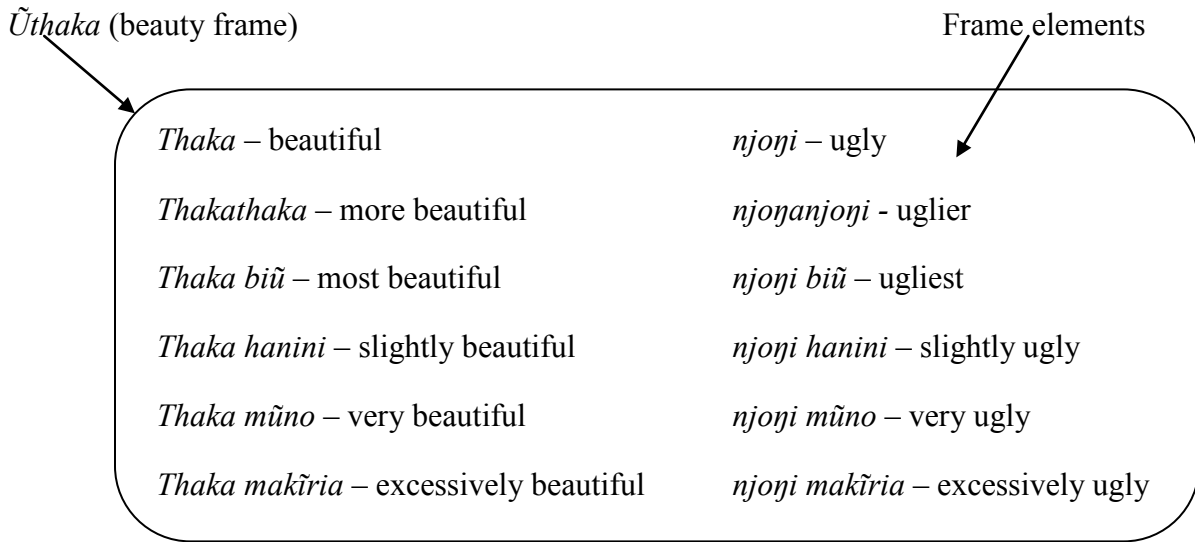 Ũthaka (beauty frame) Frame elements
Thaka – beautiful njoŋi – ugly
Thakathaka – more beautiful njoŋanjoŋi - uglier
Thaka biũ – most beautiful njoŋi biũ – ugliest
Thaka hanini – slightly beautiful njoŋi hanini – slightly ugly
Thaka mũno – very beautiful njoŋi mũno – very ugly
Thaka makĩria – excessively beautiful njoŋi makĩria – excessively ugly